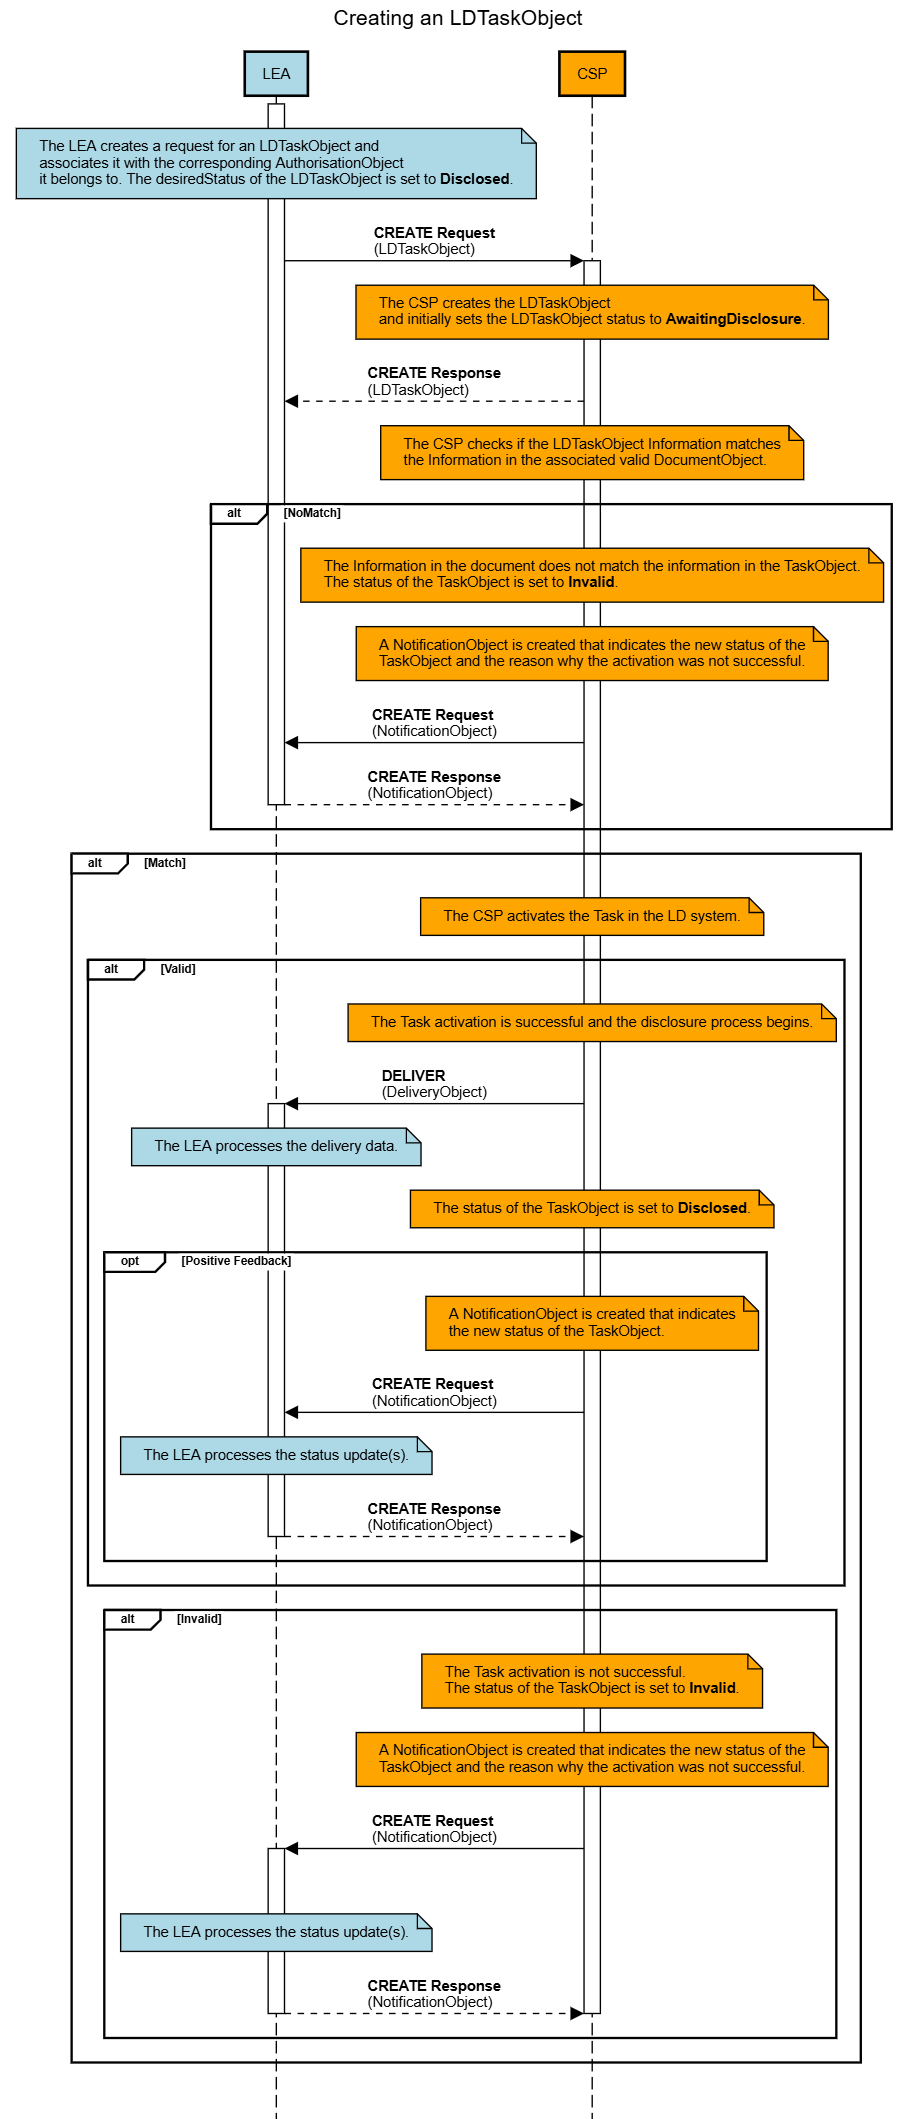 Creating an LDTaskObject
LEA
CSP
The LEA creates a request for an LDTaskObject and
associates it with the corresponding AuthorisationObject
it belongs to. The desiredStatus of the LDTaskObject is set to Disclosed.
CREATE Request
(LDTaskObject)
The CSP creates the LDTaskObject
and initially sets the LDTaskObject status to AwaitingDisclosure.
CREATE Response
(LDTaskObject)
The CSP checks if the LDTaskObject Information matches
the Information in the associated valid DocumentObject.
alt [NoMatch]
The Information in the document does not match the information in the TaskObject.
The status of the TaskObject is set to Invalid.
A NotificationObject is created that indicates the new status of the
TaskObject and the reason why the activation was not successful.
CREATE Request
(NotificationObject)
CREATE Response
(NotificationObject)
alt [Match]
The CSP activates the Task in the LD system.
alt [Valid]
The Task activation is successful and the disclosure process begins.
DELIVER
(DeliveryObject)
The LEA processes the delivery data.
The status of the TaskObject is set to Disclosed.
opt [Positive Feedback]
A NotificationObject is created that indicates
the new status of the TaskObject.
CREATE Request
(NotificationObject)
The LEA processes the status update(s).
CREATE Response
(NotificationObject)
alt [Invalid]
The Task activation is not successful.
The status of the TaskObject is set to Invalid.
A NotificationObject is created that indicates the new status of the
TaskObject and the reason why the activation was not successful.
CREATE Request
(NotificationObject)
The LEA processes the status update(s).
CREATE Response
(NotificationObject)